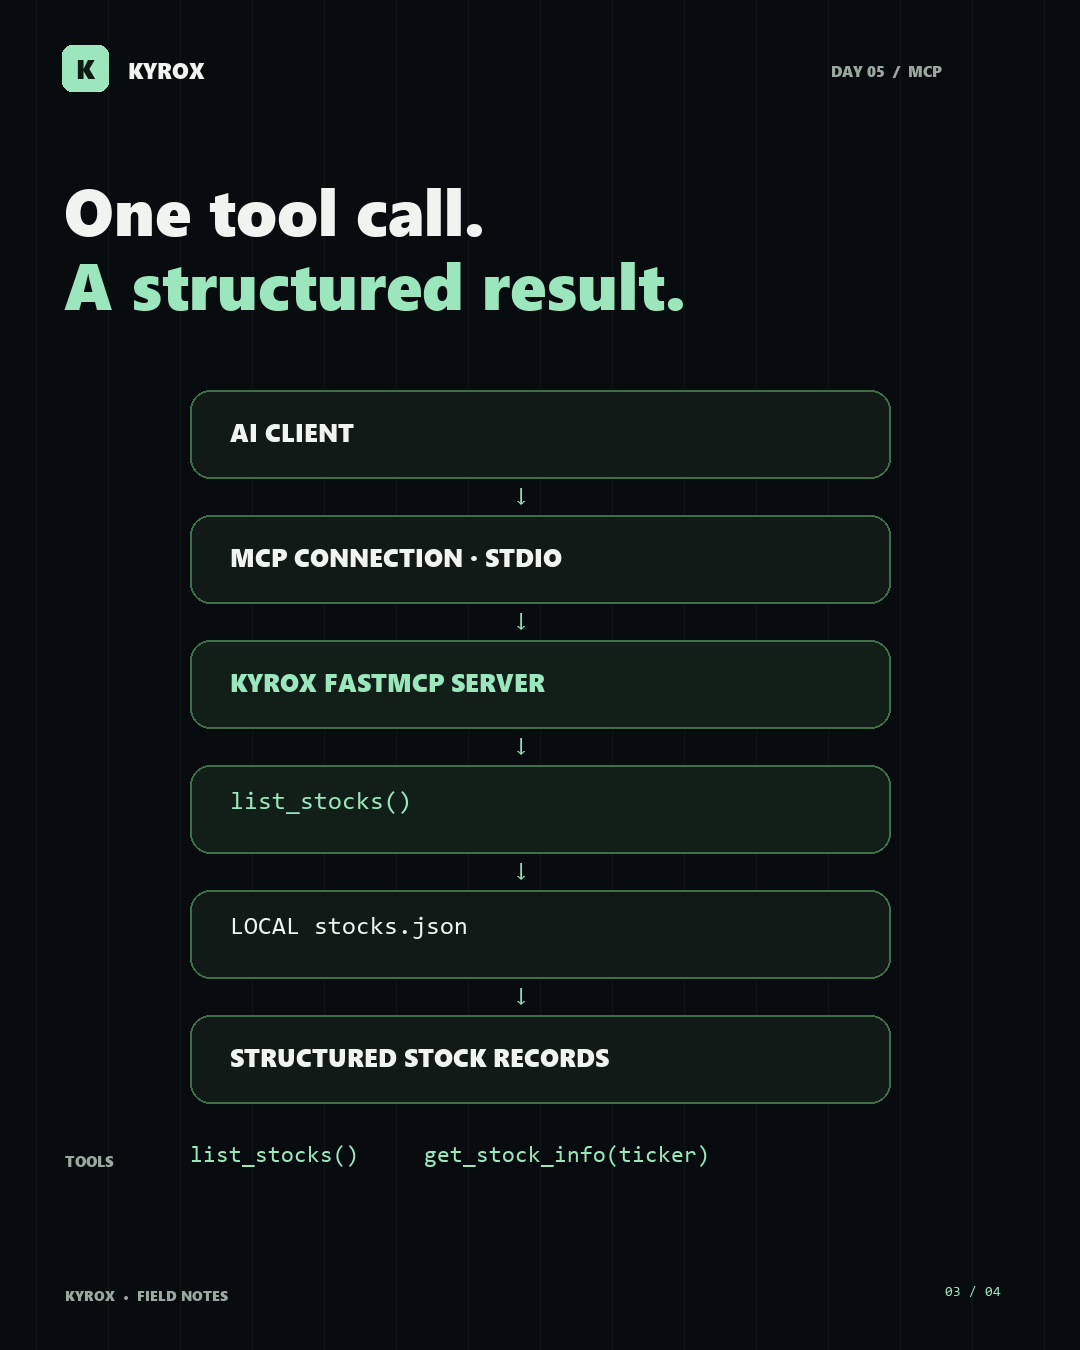 K KYROX DAY 05 / MCP
One tool call.
A structured result.
AI CLIENT
↓
MCP CONNECTION · STDIO
↓
KYROX FASTMCP SERVER
↓
list_stocks()
↓
LOCAL stocks.json
↓
STRUCTURED STOCK RECORDS
TOOLS list_stocks() get_stock_info(ticker)
KYROX • FIELD NOTES 03 / 04